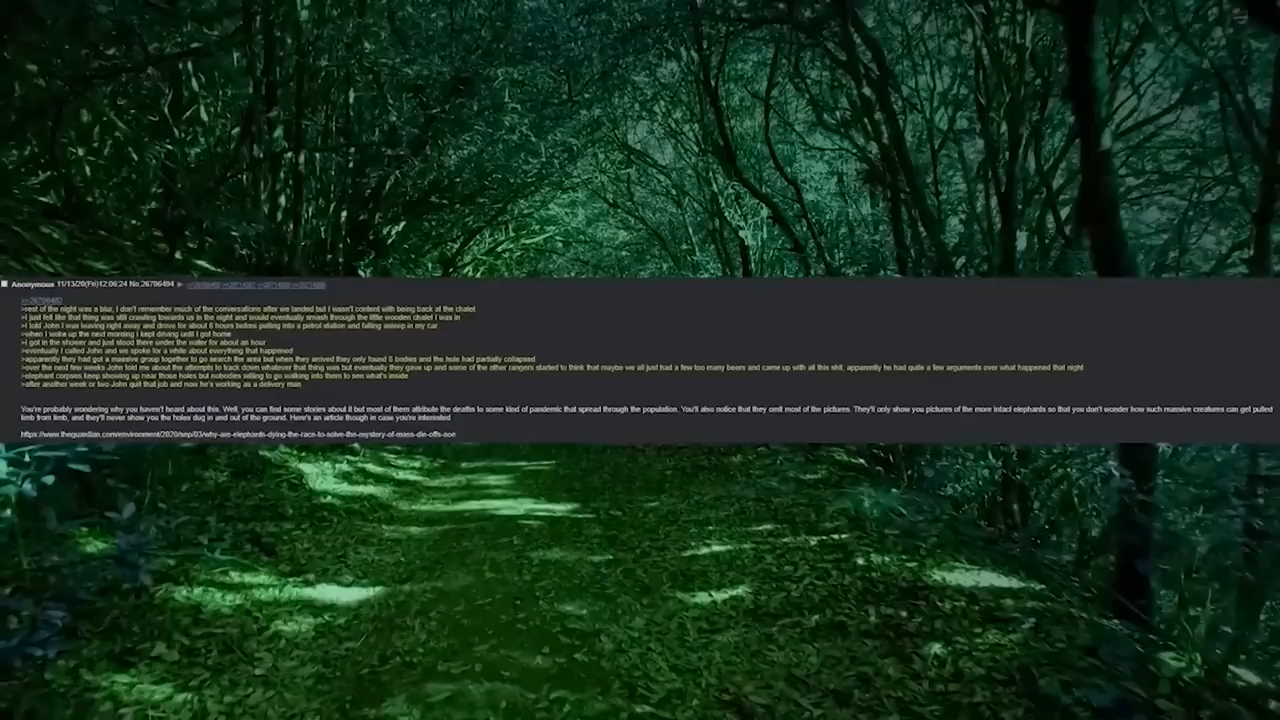 Anonymous 11/13/20(Fri)12:06:24 No.26706494 ▶
>rest of the night was a blur, I don't remember much of the conversations after we landed but I wasn't content with being back at the chalet
>I just felt like that thing was still crawling towards us in the night and would eventually smash through the little wooden chalet I was in
>I told John I was leaving right away and drove for about 6 hours before pulling into a petrol station and falling asleep in my car
>when I woke up the next morning I kept driving until I got home
>I got in the shower and just stood there under the water for about an hour
>eventually I called John and we spoke for a while about everything that happened
>apparently they had got a massive group together to go search the area but when they arrived they only found 8 bodies and the hole had partially collapsed
>over the next few weeks John told me about the attempts to track down whatever that thing was but eventually they gave up and some of the other rangers started to think that maybe we all just had a few too many beers and came up with all this shit, apparently he had quite a few arguments over what happened that night
>elephant corpses keep showing up near those holes but nobodies willing to go walking into them to see what's inside
>after another week or two John quit that job and now he's working as a delivery man
You're probably wondering why you haven't heard about this. Well, you can find some stories about it but most of them attribute the deaths to some kind of pandemic that spread through the population. You'll also notice that they omit most of the pictures. They'll only show you pictures of the more intact elephants so that you don't wonder how such massive creatures can get pulled
limb from limb, and they'll never show you the holes dug in and out of the ground. Here's an article though in case you're interested
https://www.theguardian.com/environment/2020/sep/03/why-are-elephants-dying-the-race-to-solve-the-mystery-of-mass-die-offs-aoe